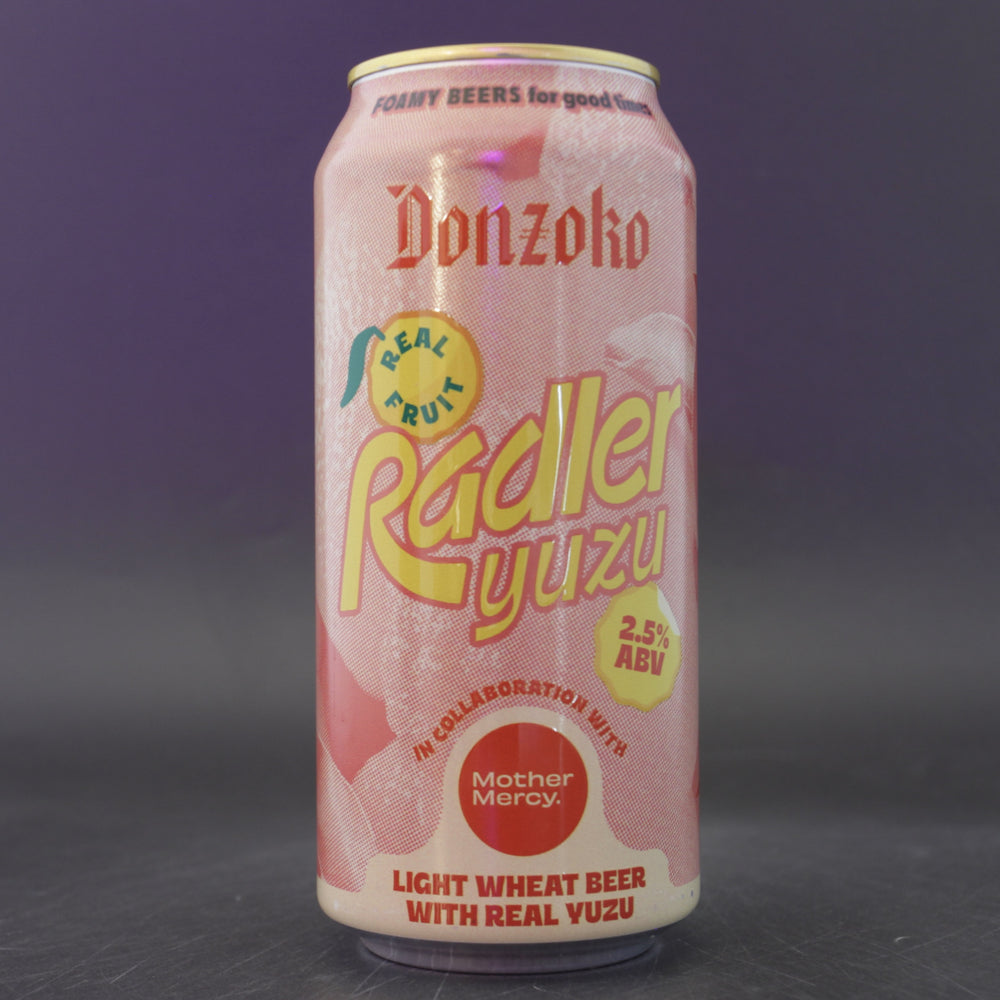 FOAMY BEERS for good times
Donzoko
REAL
FRUIT
Radler
yuzu
2.5%
ABV
IN COLLABORATION WITH
Mother
Mercy.
LIGHT WHEAT BEER
WITH REAL YUZU